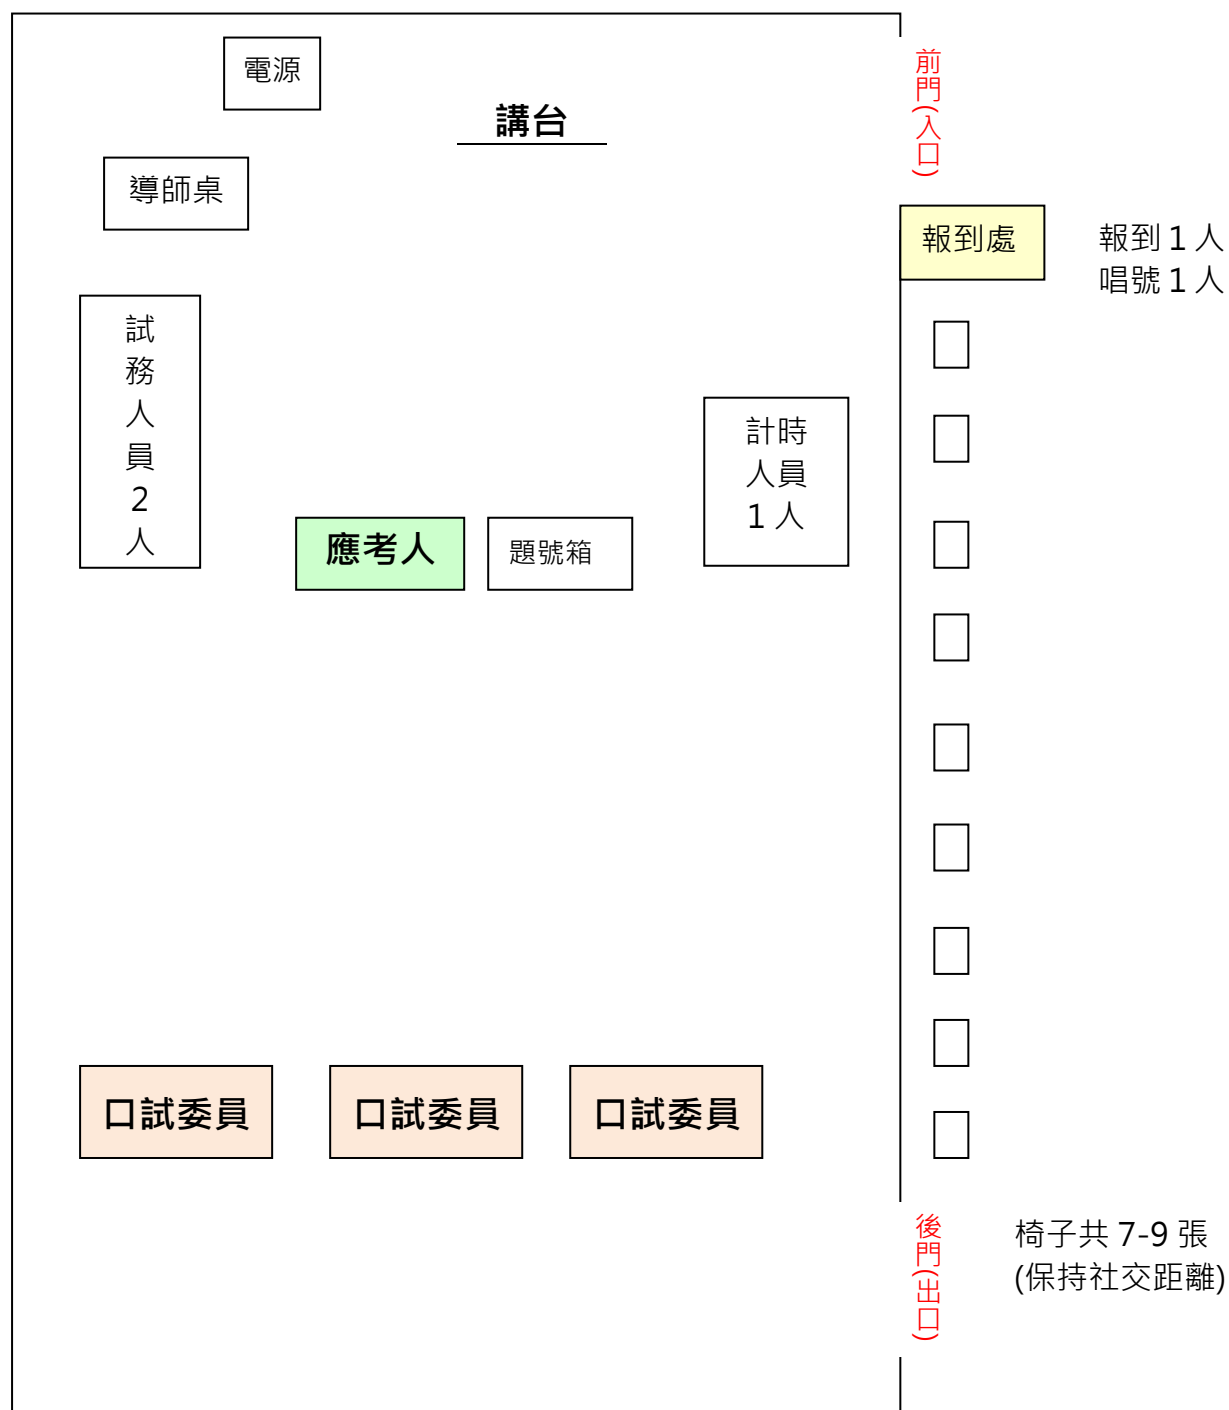 電源
講台
前門(入口)
導師桌
報到處
報到 1 人
唱號 1 人
試務人員2人
計時
人員
1 人
應考人
題號箱
口試委員
口試委員
口試委員
後門(出口)
椅子共 7-9 張
(保持社交距離)